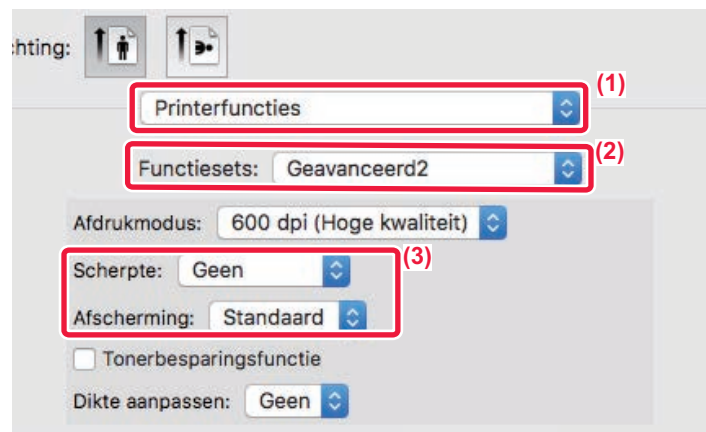 chting:
(1)
Printerfuncties
(2)
Functiesets: Geavanceerd2
Afdrukmodus: 600 dpi (Hoge kwaliteit)
(3)
Scherpte: Geen
Afscherming: Standaard
Tonerbesparingsfunctie
Dikte aanpassen: Geen